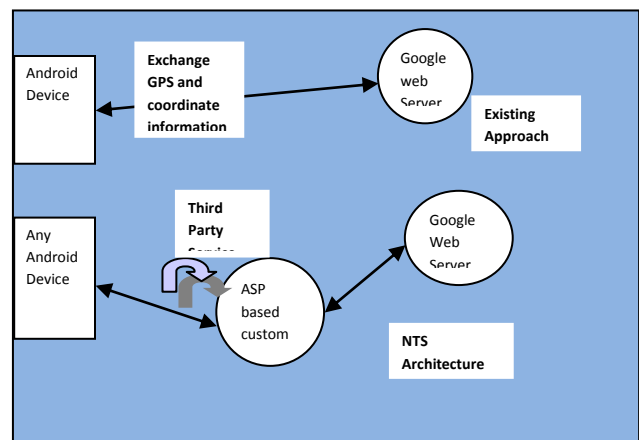 Android
Device
Exchange
GPS and
coordinate
information
Google
web
Server
Existing
Approach
Any
Android
Device
Third
Party
Service
ASP
based
custom
Google
Web
Server
NTS
Architecture